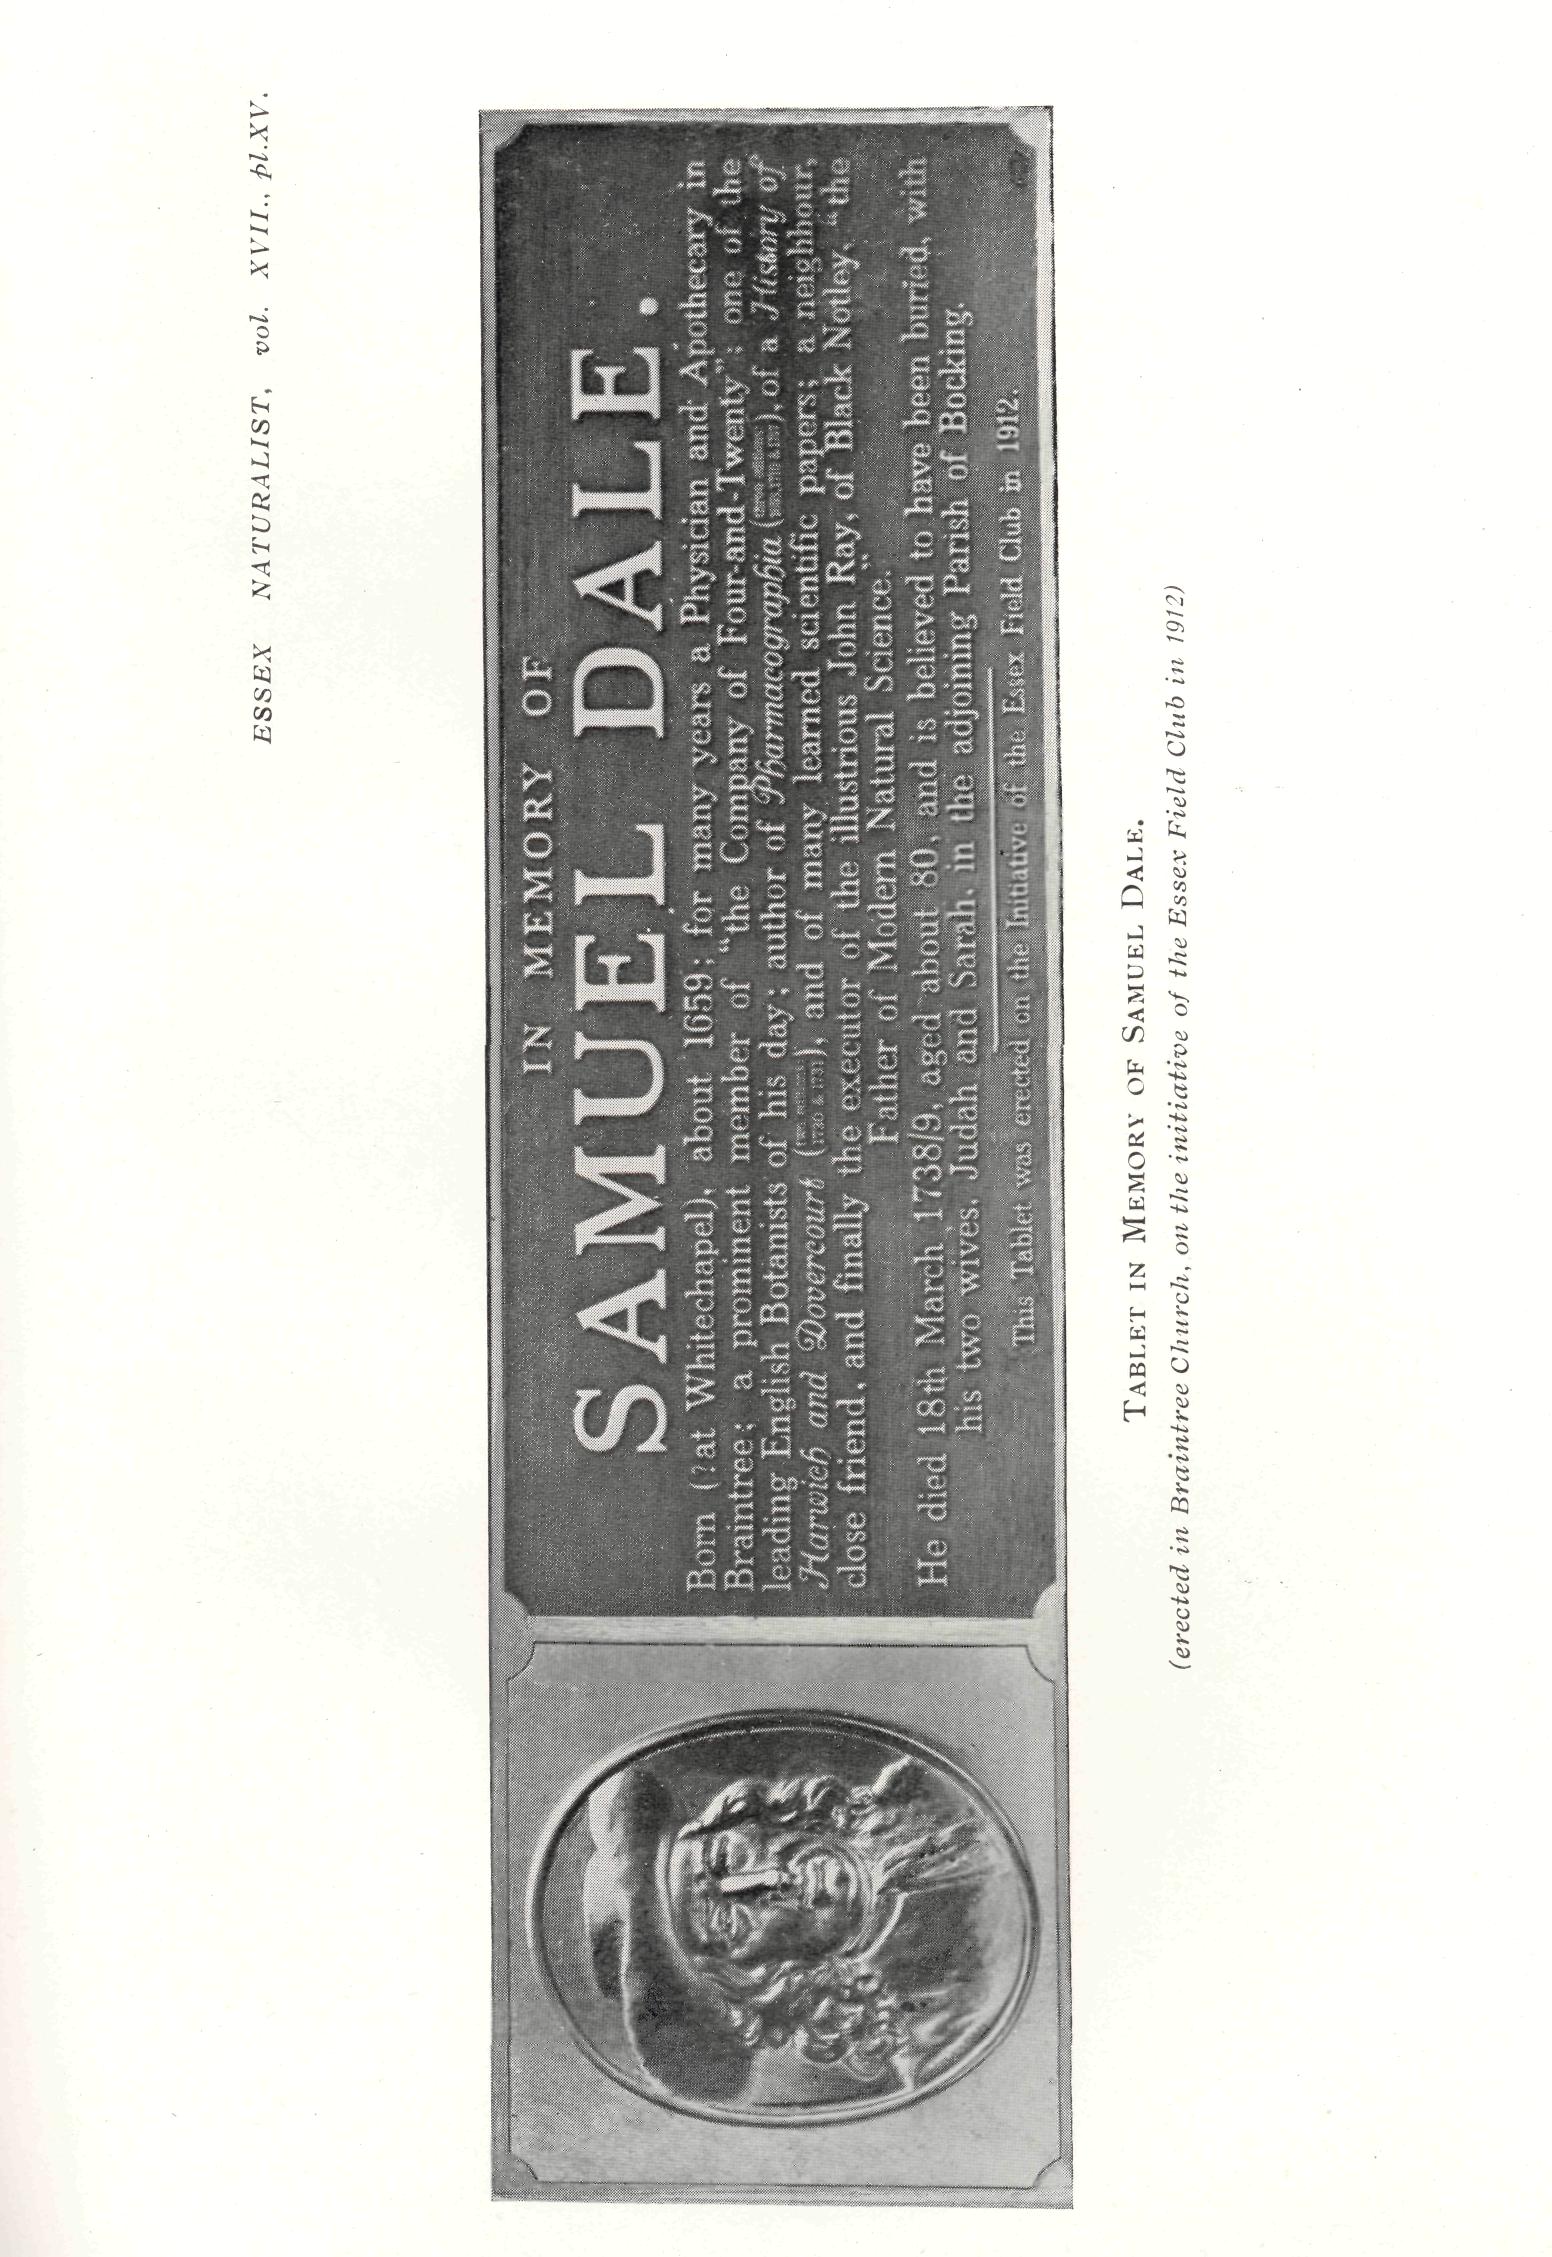 ESSEX NATURALIST, vol. XVII., pl. XV.
IN MEMORY OF
SAMUEL DALE.
Born (? at Whitechapel), about 1659; for many years a Physician and Apothecary in
Braintree; a prominent member of “the Company of Four-and-Twenty”; one of the
leading English Botanists of his day; author of Pharmacographia ( ), of a History of
Harwich and Dovercourt ( 1730 & 1731), and of many learned scientific papers; a neighbour,
close friend, and finally the executor of the illustrious John Ray, of Black Notley, “the
Father of Modern Natural Science.”
He died 18th March 1738/9, aged about 80, and is believed to have been buried, with
his two wives, Judah and Sarah, in the adjoining Parish of Bocking.
This Tablet was erected on the Initiative of the Essex Field Club in 1912.
TABLET IN MEMORY OF SAMUEL DALE.
(erected in Braintree Church, on the initiative of the Essex Field Club in 1912)